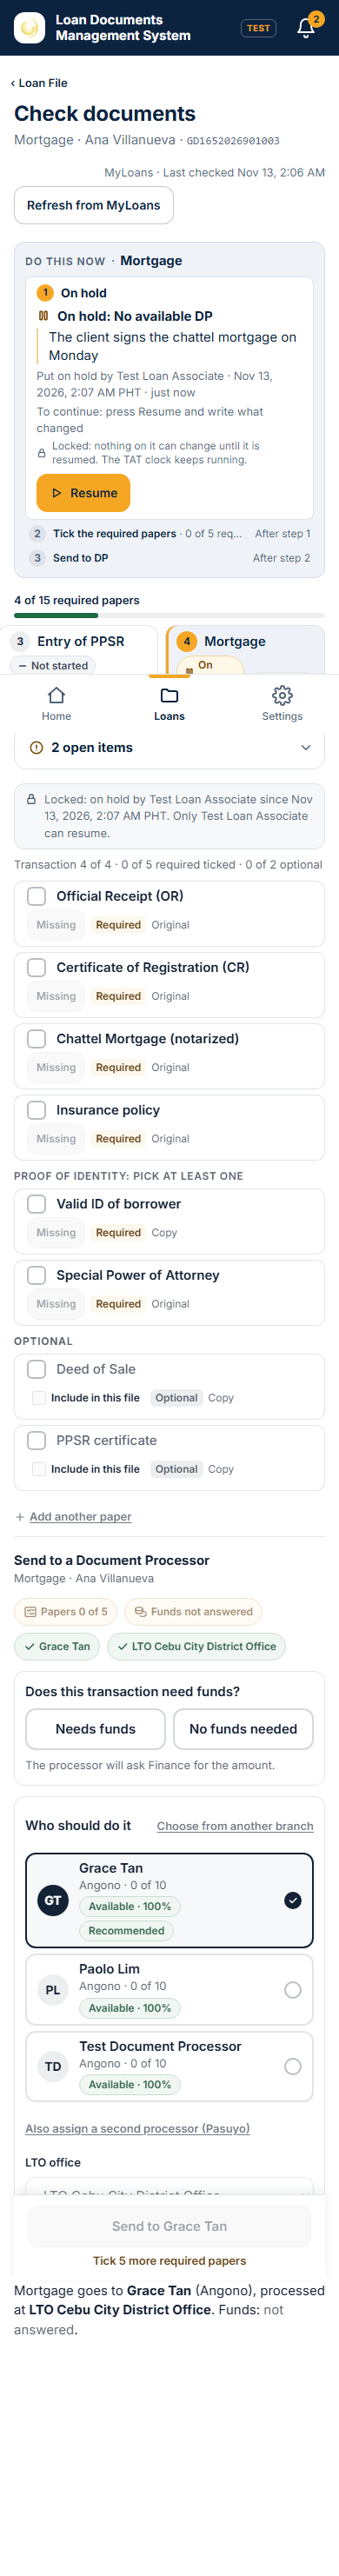 Loan Documents
Management System
TEST
2
‹ Loan File
Check documents
Mortgage · Ana Villanueva · GD1652026901003
MyLoans · Last checked Nov 13, 2:06 AM
Refresh from MyLoans
DO THIS NOW · Mortgage
1 On hold
On hold: No available DP
The client signs the chattel mortgage on
Monday
Put on hold by Test Loan Associate · Nov 13,
2026, 2:07 AM PHT · just now
To continue: press Resume and write what
changed
Locked: nothing on it can change until it is
resumed. The TAT clock keeps running.
Resume
2 Tick the required papers · 0 of 5 req... After step 1
3 Send to DP After step 2
4 of 15 required papers
3 Entry of PPSR
Not started
4 Mortgage
On
Home
Loans
Settings
2 open items
Locked: on hold by Test Loan Associate since Nov
13, 2026, 2:07 AM PHT. Only Test Loan Associate
can resume.
Transaction 4 of 4 · 0 of 5 required ticked · 0 of 2 optional
Official Receipt (OR)
Missing Required Original
Certificate of Registration (CR)
Missing Required Original
Chattel Mortgage (notarized)
Missing Required Original
Insurance policy
Missing Required Original
PROOF OF IDENTITY: PICK AT LEAST ONE
Valid ID of borrower
Missing Required Copy
Special Power of Attorney
Missing Required Original
OPTIONAL
Deed of Sale
Include in this file Optional Copy
PPSR certificate
Include in this file Optional Copy
+ Add another paper
Send to a Document Processor
Mortgage · Ana Villanueva
Papers 0 of 5
Funds not answered
Grace Tan
LTO Cebu City District Office
Does this transaction need funds?
Needs funds
No funds needed
The processor will ask Finance for the amount.
Who should do it
Choose from another branch
GT
Grace Tan
Angono · 0 of 10
Available · 100%
Recommended
PL
Paolo Lim
Angono · 0 of 10
Available · 100%
TD
Test Document Processor
Angono · 0 of 10
Available · 100%
Also assign a second processor (Pasuyo)
LTO office
LTO Cebu City District Office
Send to Grace Tan
Tick 5 more required papers
Mortgage goes to Grace Tan (Angono), processed
at LTO Cebu City District Office. Funds: not
answered.